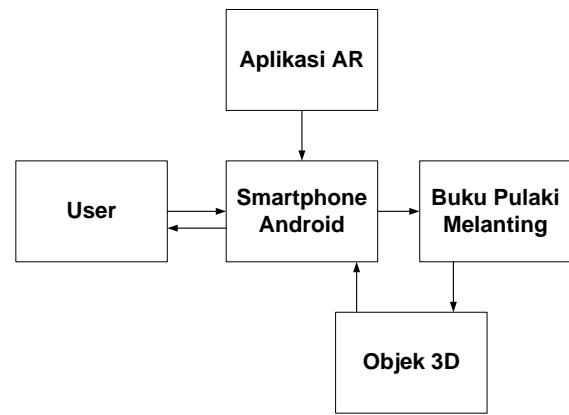 Aplikasi AR
User
Smartphone
Android
Buku Pulaki
Melanting
Objek 3D